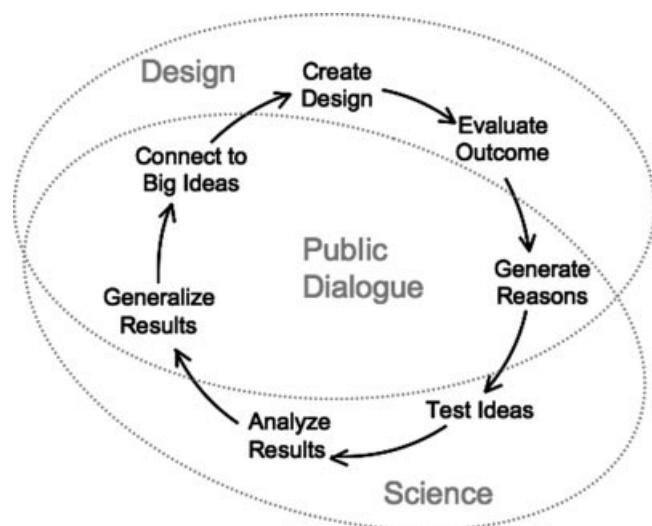 Design
Create
Design
Evaluate
Outcome
Connect to
Big Ideas
Public
Dialogue
Generate
Reasons
Generalize
Results
Test Ideas
Analyze
Results
Science